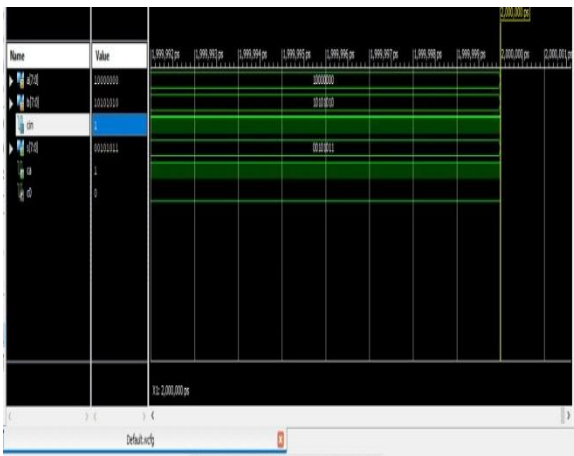 2,000,000 ps
Name Value 1,999,992 ps 1,999,993 ps 1,999,994 ps 1,999,995 ps 1,999,996 ps 1,999,997 ps 1,999,998 ps 1,999,999 ps 2,000,000 ps 2,000,001 ps
a[7:0] 10000000 10000000
b[7:0] 10101010 10101010
cin 1
s[7:0] 00101011 00101011
ca 1
c0 0
X1: 2,000,000 ps
Default.wcfg